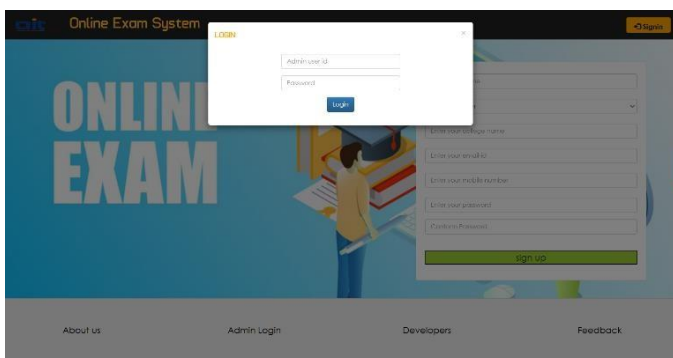 Online Exam System
Signin
LOGIN
×
Admin user id
Password
Login
ONLINE
EXAM
Enter your college name
Enter your email id
Enter your mobile number
Enter your password
Confirm Password
sign up
About us
Admin Login
Developers
Feedback